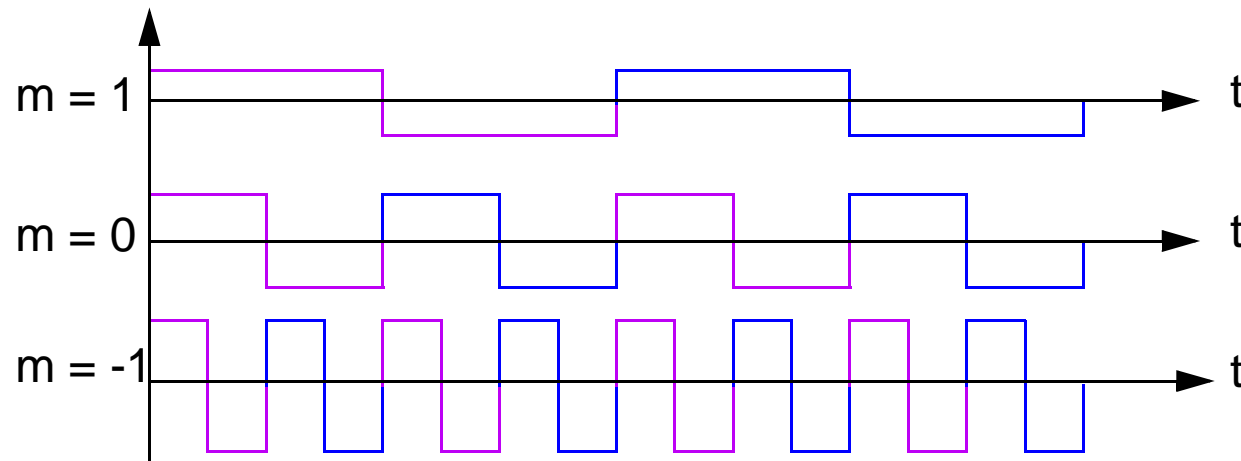 m = 1 t
m = 0 t
m = -1 t